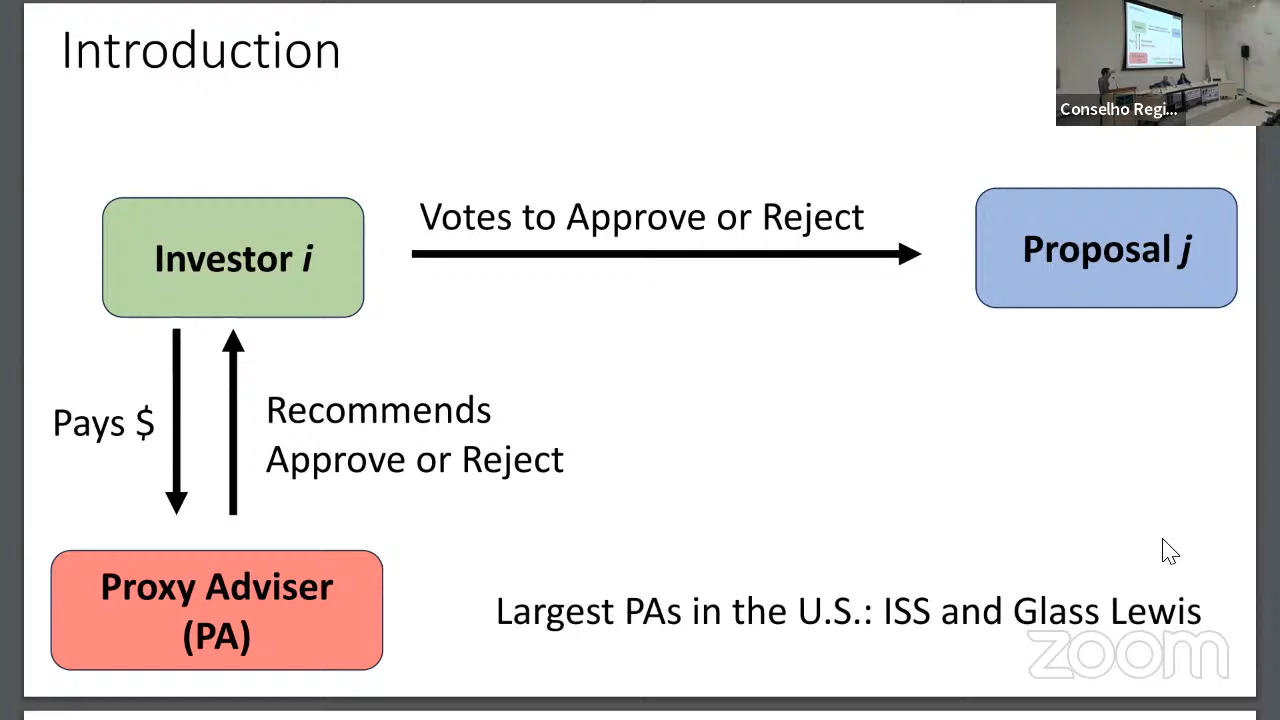 Introduction
Conselho Regi...
Votes to Approve or Reject
Investor i
Proposal j
Pays $
Recommends
Approve or Reject
Proxy Adviser
(PA)
Largest PAs in the U.S.: ISS and Glass Lewis
zoom